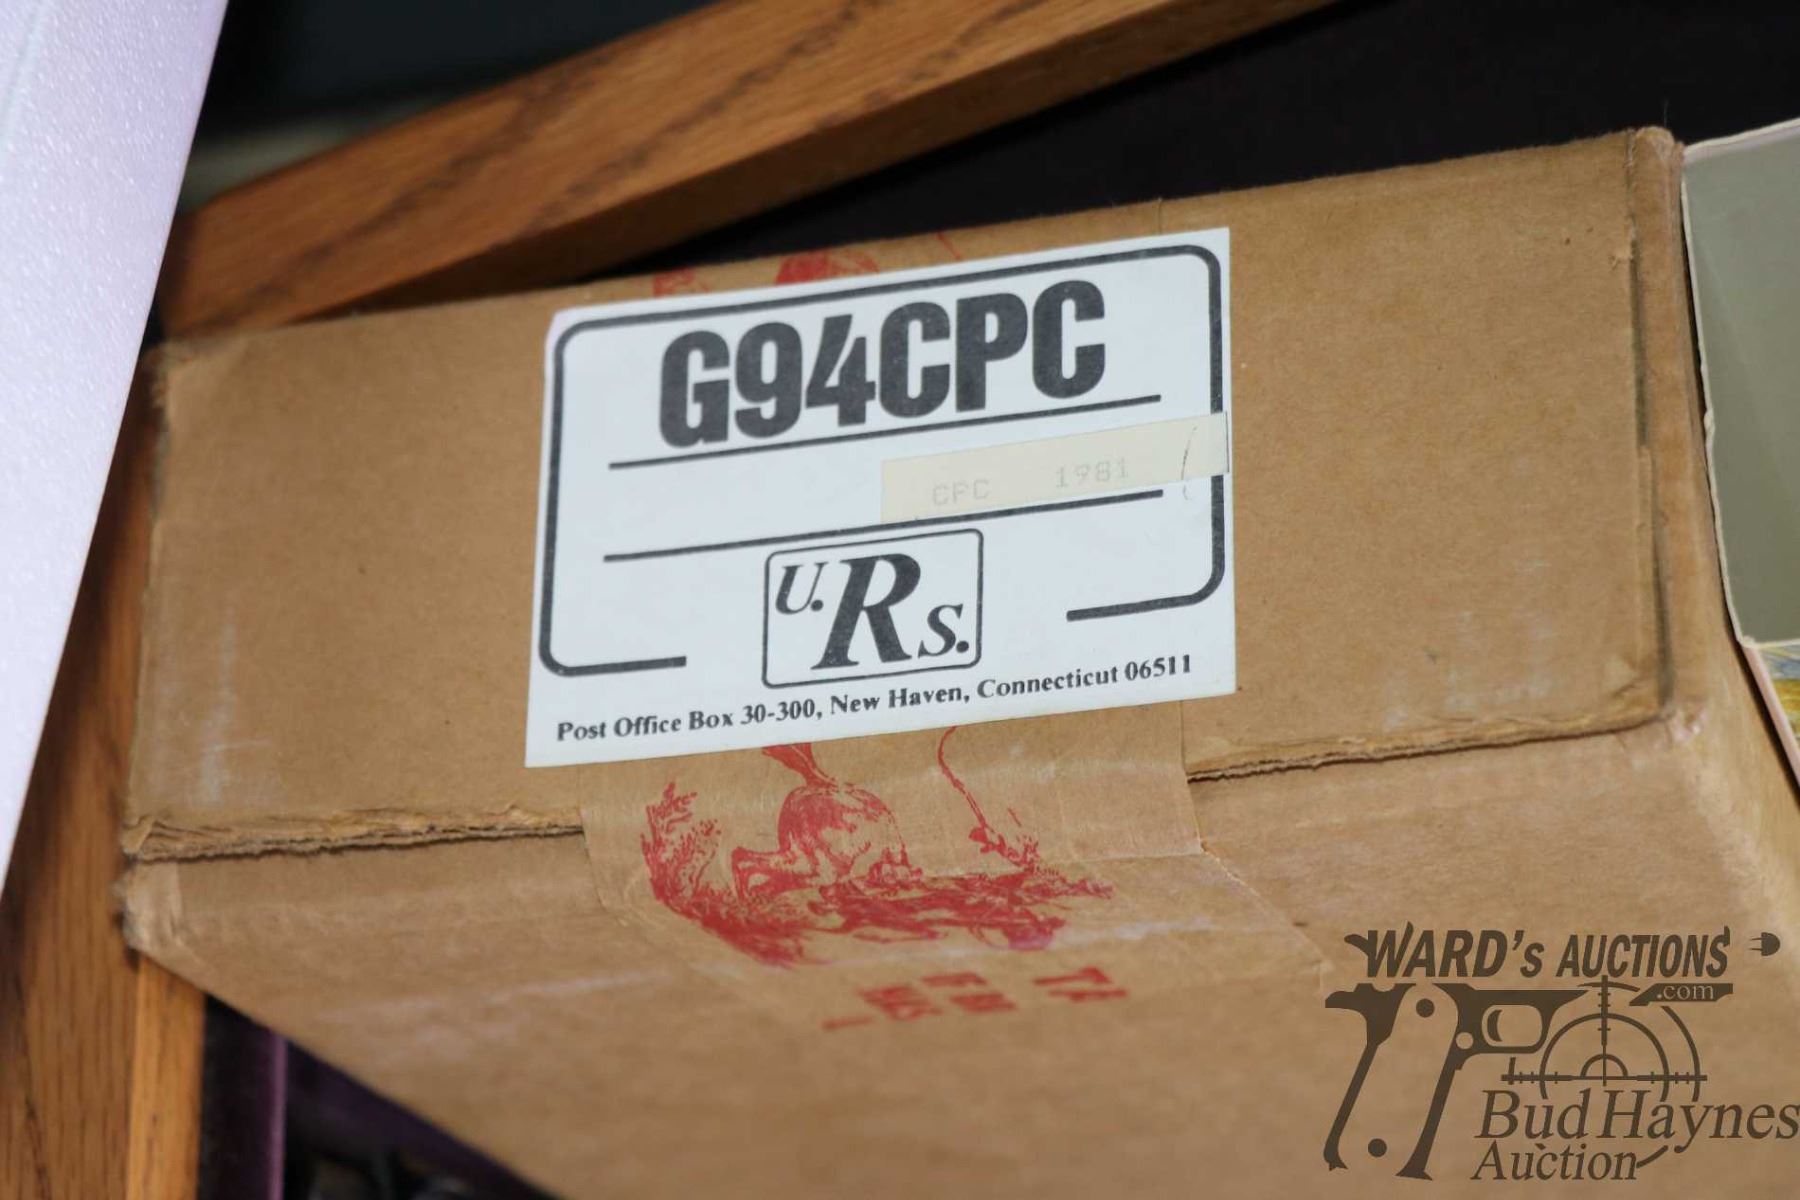 G94CPC
CPC 1981
U.Rs.
Post Office Box 30-300, New Haven, Connecticut 06511
WARD's AUCTIONS
.com
Bud Haynes
Auction